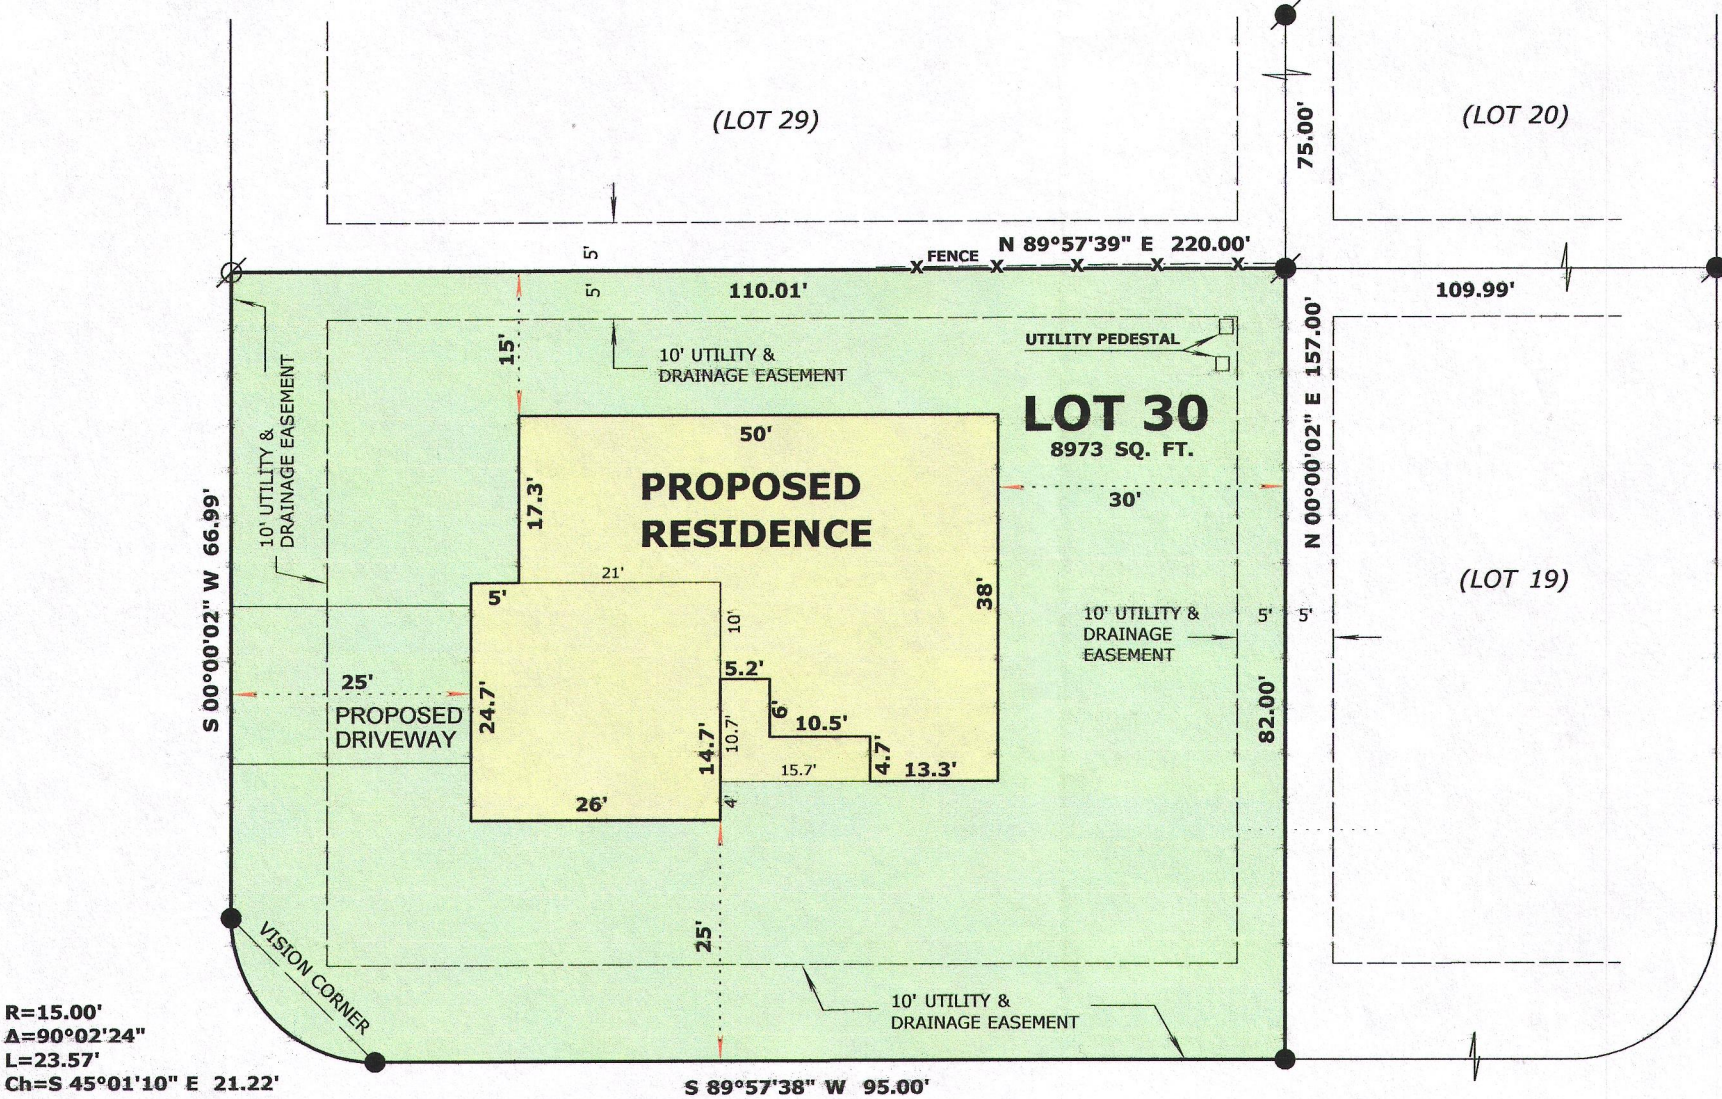 (LOT 29)
(LOT 20)
75.00'
N 89°57'39" E 220.00'
FENCE
X X X X X
5'
5'
110.01'
109.99'
15'
10' UTILITY &
DRAINAGE EASEMENT
UTILITY PEDESTAL
10' UTILITY &
DRAINAGE EASEMENT
LOT 30
8973 SQ. FT.
N 00°00'02" E 157.00'
50'
PROPOSED
RESIDENCE
17.3'
30'
S 00°00'02" W 66.99'
21'
5'
38'
(LOT 19)
10'
10' UTILITY &
DRAINAGE
EASEMENT
5' 5'
5.2'
25'
24.7'
PROPOSED
DRIVEWAY
6'
10.5'
14.7'
10.7'
4.7'
15.7'
13.3'
82.00'
26'
4'
25'
VISION CORNER
10' UTILITY &
DRAINAGE EASEMENT
R=15.00'
Δ=90°02'24"
L=23.57'
Ch=S 45°01'10" E 21.22'
S 89°57'38" W 95.00'